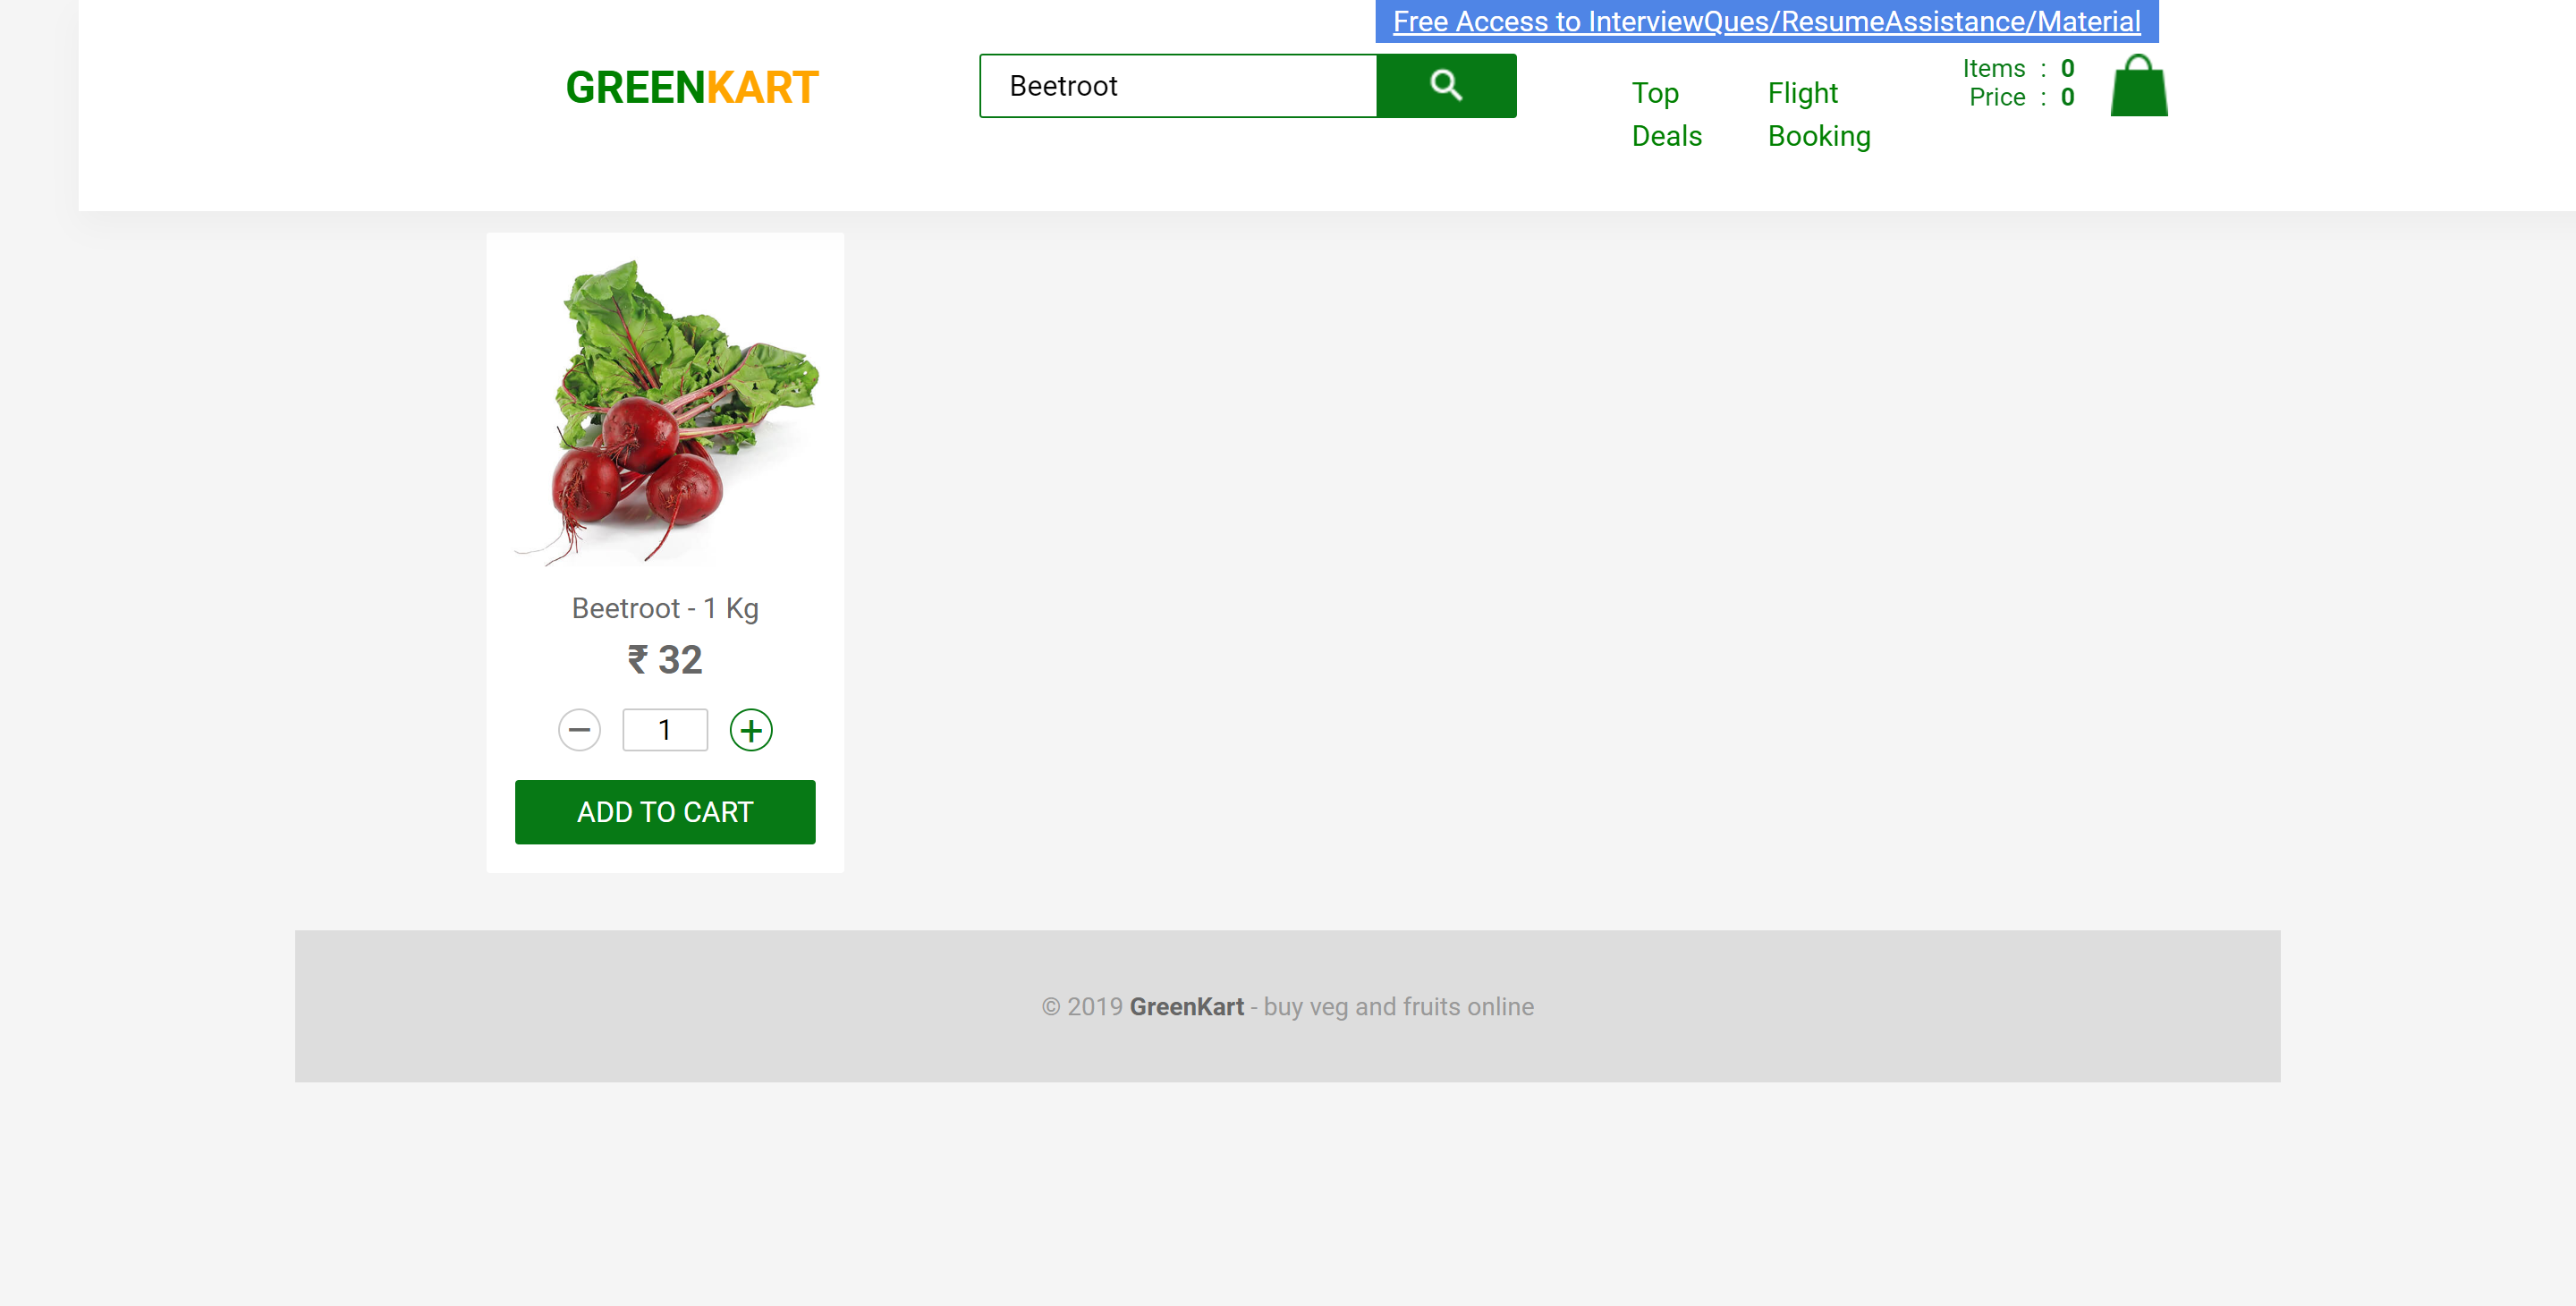 Free Access to InterviewQues/ResumeAssistance/Material
GREENKART
Beetroot
Top
Deals
Flight
Booking
Items : 0
Price : 0
Beetroot - 1 Kg
₹ 32
1
ADD TO CART
© 2019 GreenKart - buy veg and fruits online